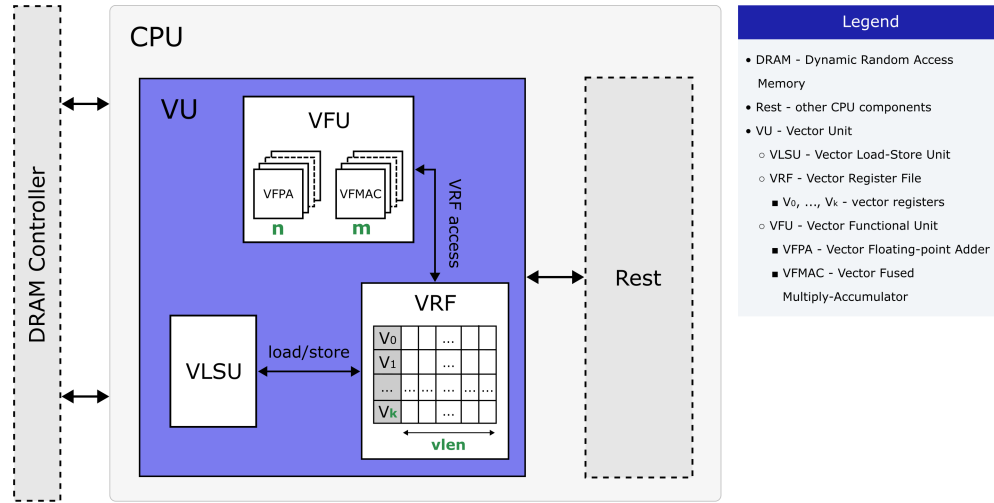 DRAM Controller
CPU
VU
VFU
VFPA
VFMAC
n
m
VRF access
VRF
V₀ ...
V₁ ...
... ... ... ... ... ...
Vₖ ...
vlen
VLSU
load/store
Rest
Legend
• DRAM - Dynamic Random Access
Memory
• Rest - other CPU components
• VU - Vector Unit
○ VLSU - Vector Load-Store Unit
○ VRF - Vector Register File
■ V₀, ..., Vₖ - vector registers
○ VFU - Vector Functional Unit
■ VFPA - Vector Floating-point Adder
■ VFMAC - Vector Fused
Multiply-Accumulator